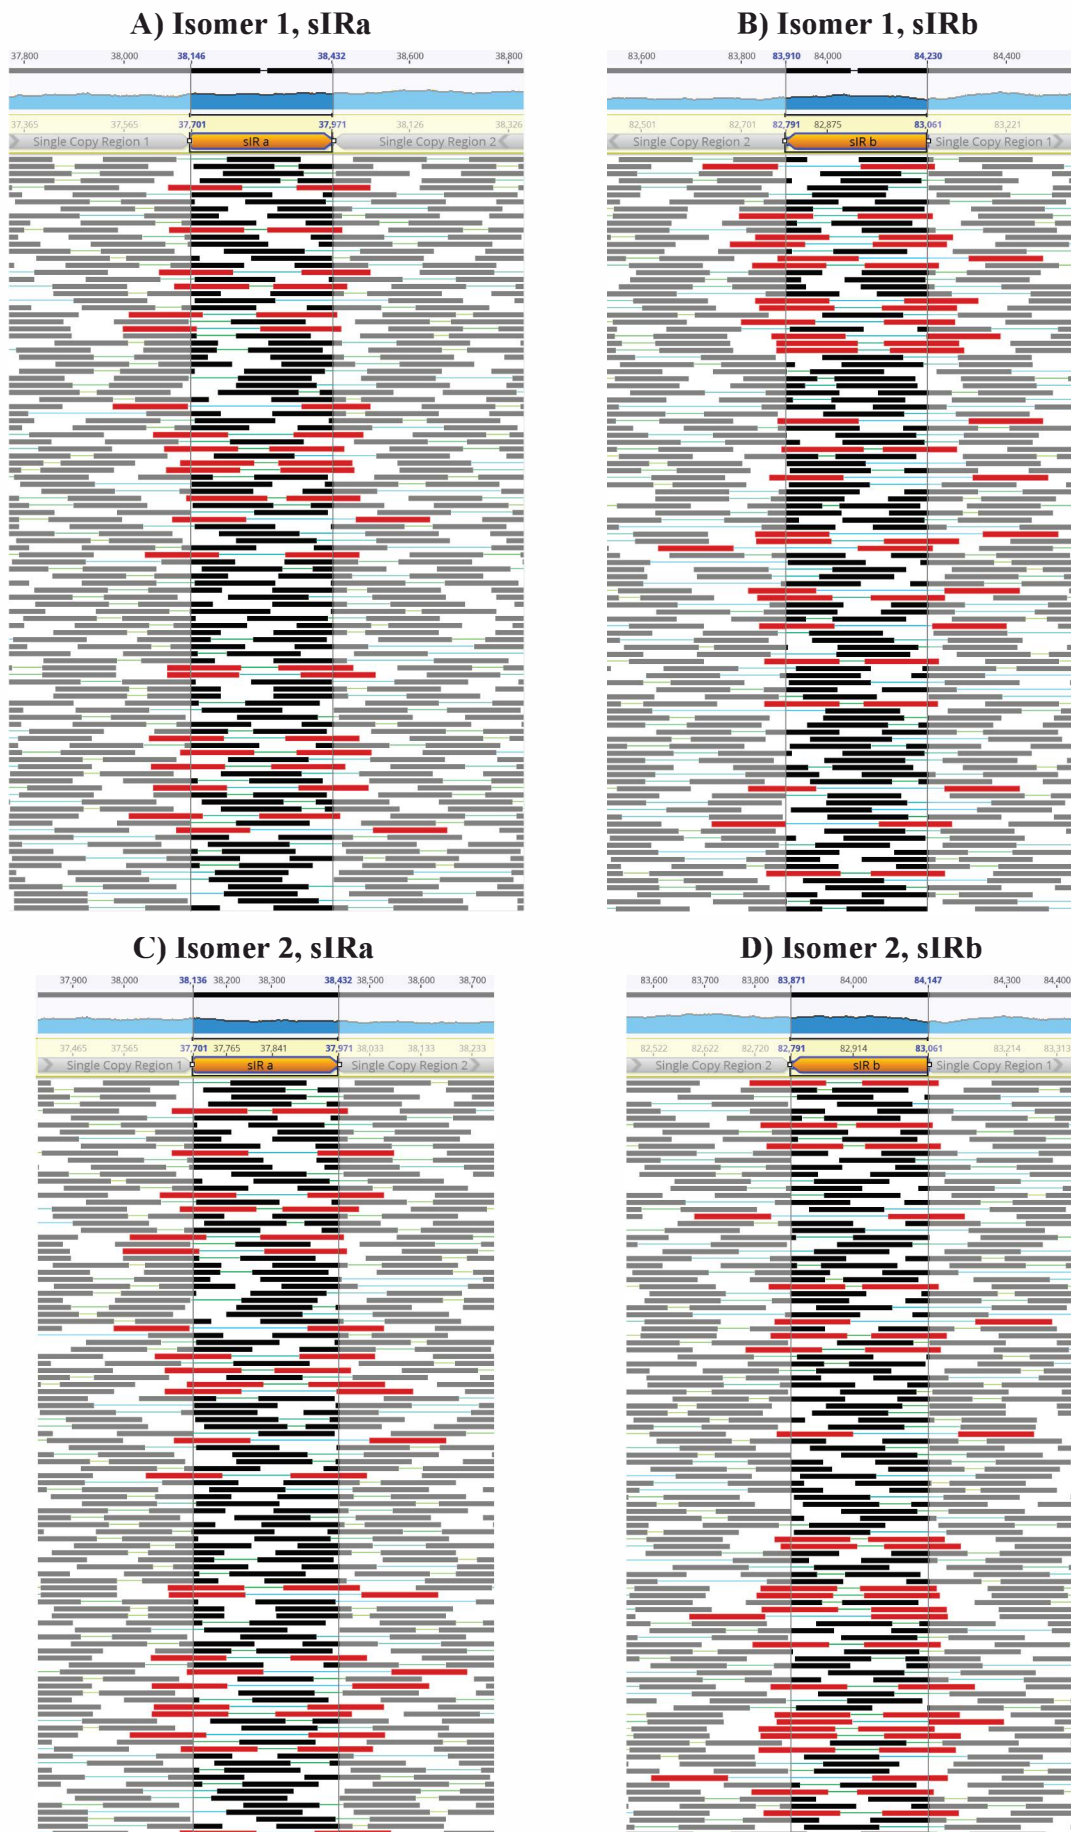 A) Isomer 1, sIRa
37,800 38,000 38,146 38,432 38,600 38,800
37,365 37,565 37,701 37,971 38,126 38,326
Single Copy Region 1 sIR a Single Copy Region 2
B) Isomer 1, sIRb
83,600 83,800 83,910 84,000 84,230 84,400
82,501 82,701 82,791 82,875 83,061 83,221
Single Copy Region 2 sIR b Single Copy Region 1
C) Isomer 2, sIRa
37,900 38,000 38,136 38,200 38,300 38,432 38,500 38,600 38,700
37,465 37,565 37,701 37,765 37,841 37,971 38,033 38,133 38,233
Single Copy Region 1 sIR a Single Copy Region 2
D) Isomer 2, sIRb
83,600 83,700 83,800 83,871 84,000 84,147 84,300 84,400
82,522 82,622 82,720 82,791 82,914 83,061 83,214 83,313
Single Copy Region 2 sIR b Single Copy Region 1